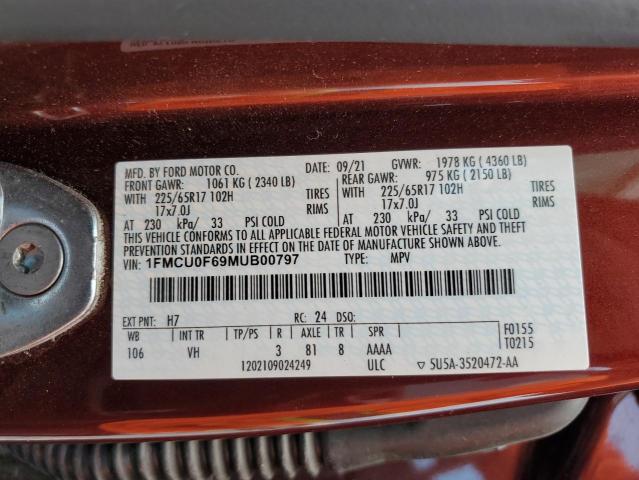 MFD. BY FORD MOTOR CO.
DATE: 09/21 GVWR: 1978 KG (4360 LB)
FRONT GAWR: 1061 KG (2340 LB) REAR GAWR: 975 KG (2150 LB)
WITH 225/65R17 102H TIRES WITH 225/65R17 102H TIRES
17x7.0J RIMS 17x7.0J RIMS
AT 230 kPa/ 33 PSI COLD AT 230 kPa/ 33 PSI COLD
THIS VEHICLE CONFORMS TO ALL APPLICABLE FEDERAL MOTOR VEHICLE SAFETY AND THEFT
PREVENTION STANDARDS IN EFFECT ON THE DATE OF MANUFACTURE SHOWN ABOVE.
VIN: 1FMCU0F69MUB00797 TYPE: MPV
EXT PNT: H7 RC: 24 DSO: F0155
WB INT TR TP/PS R AXLE TR SPR T0215
106 VH 3 81 8 AAAA
1202109024249 ULC ▽ 5U5A-3520472-AA